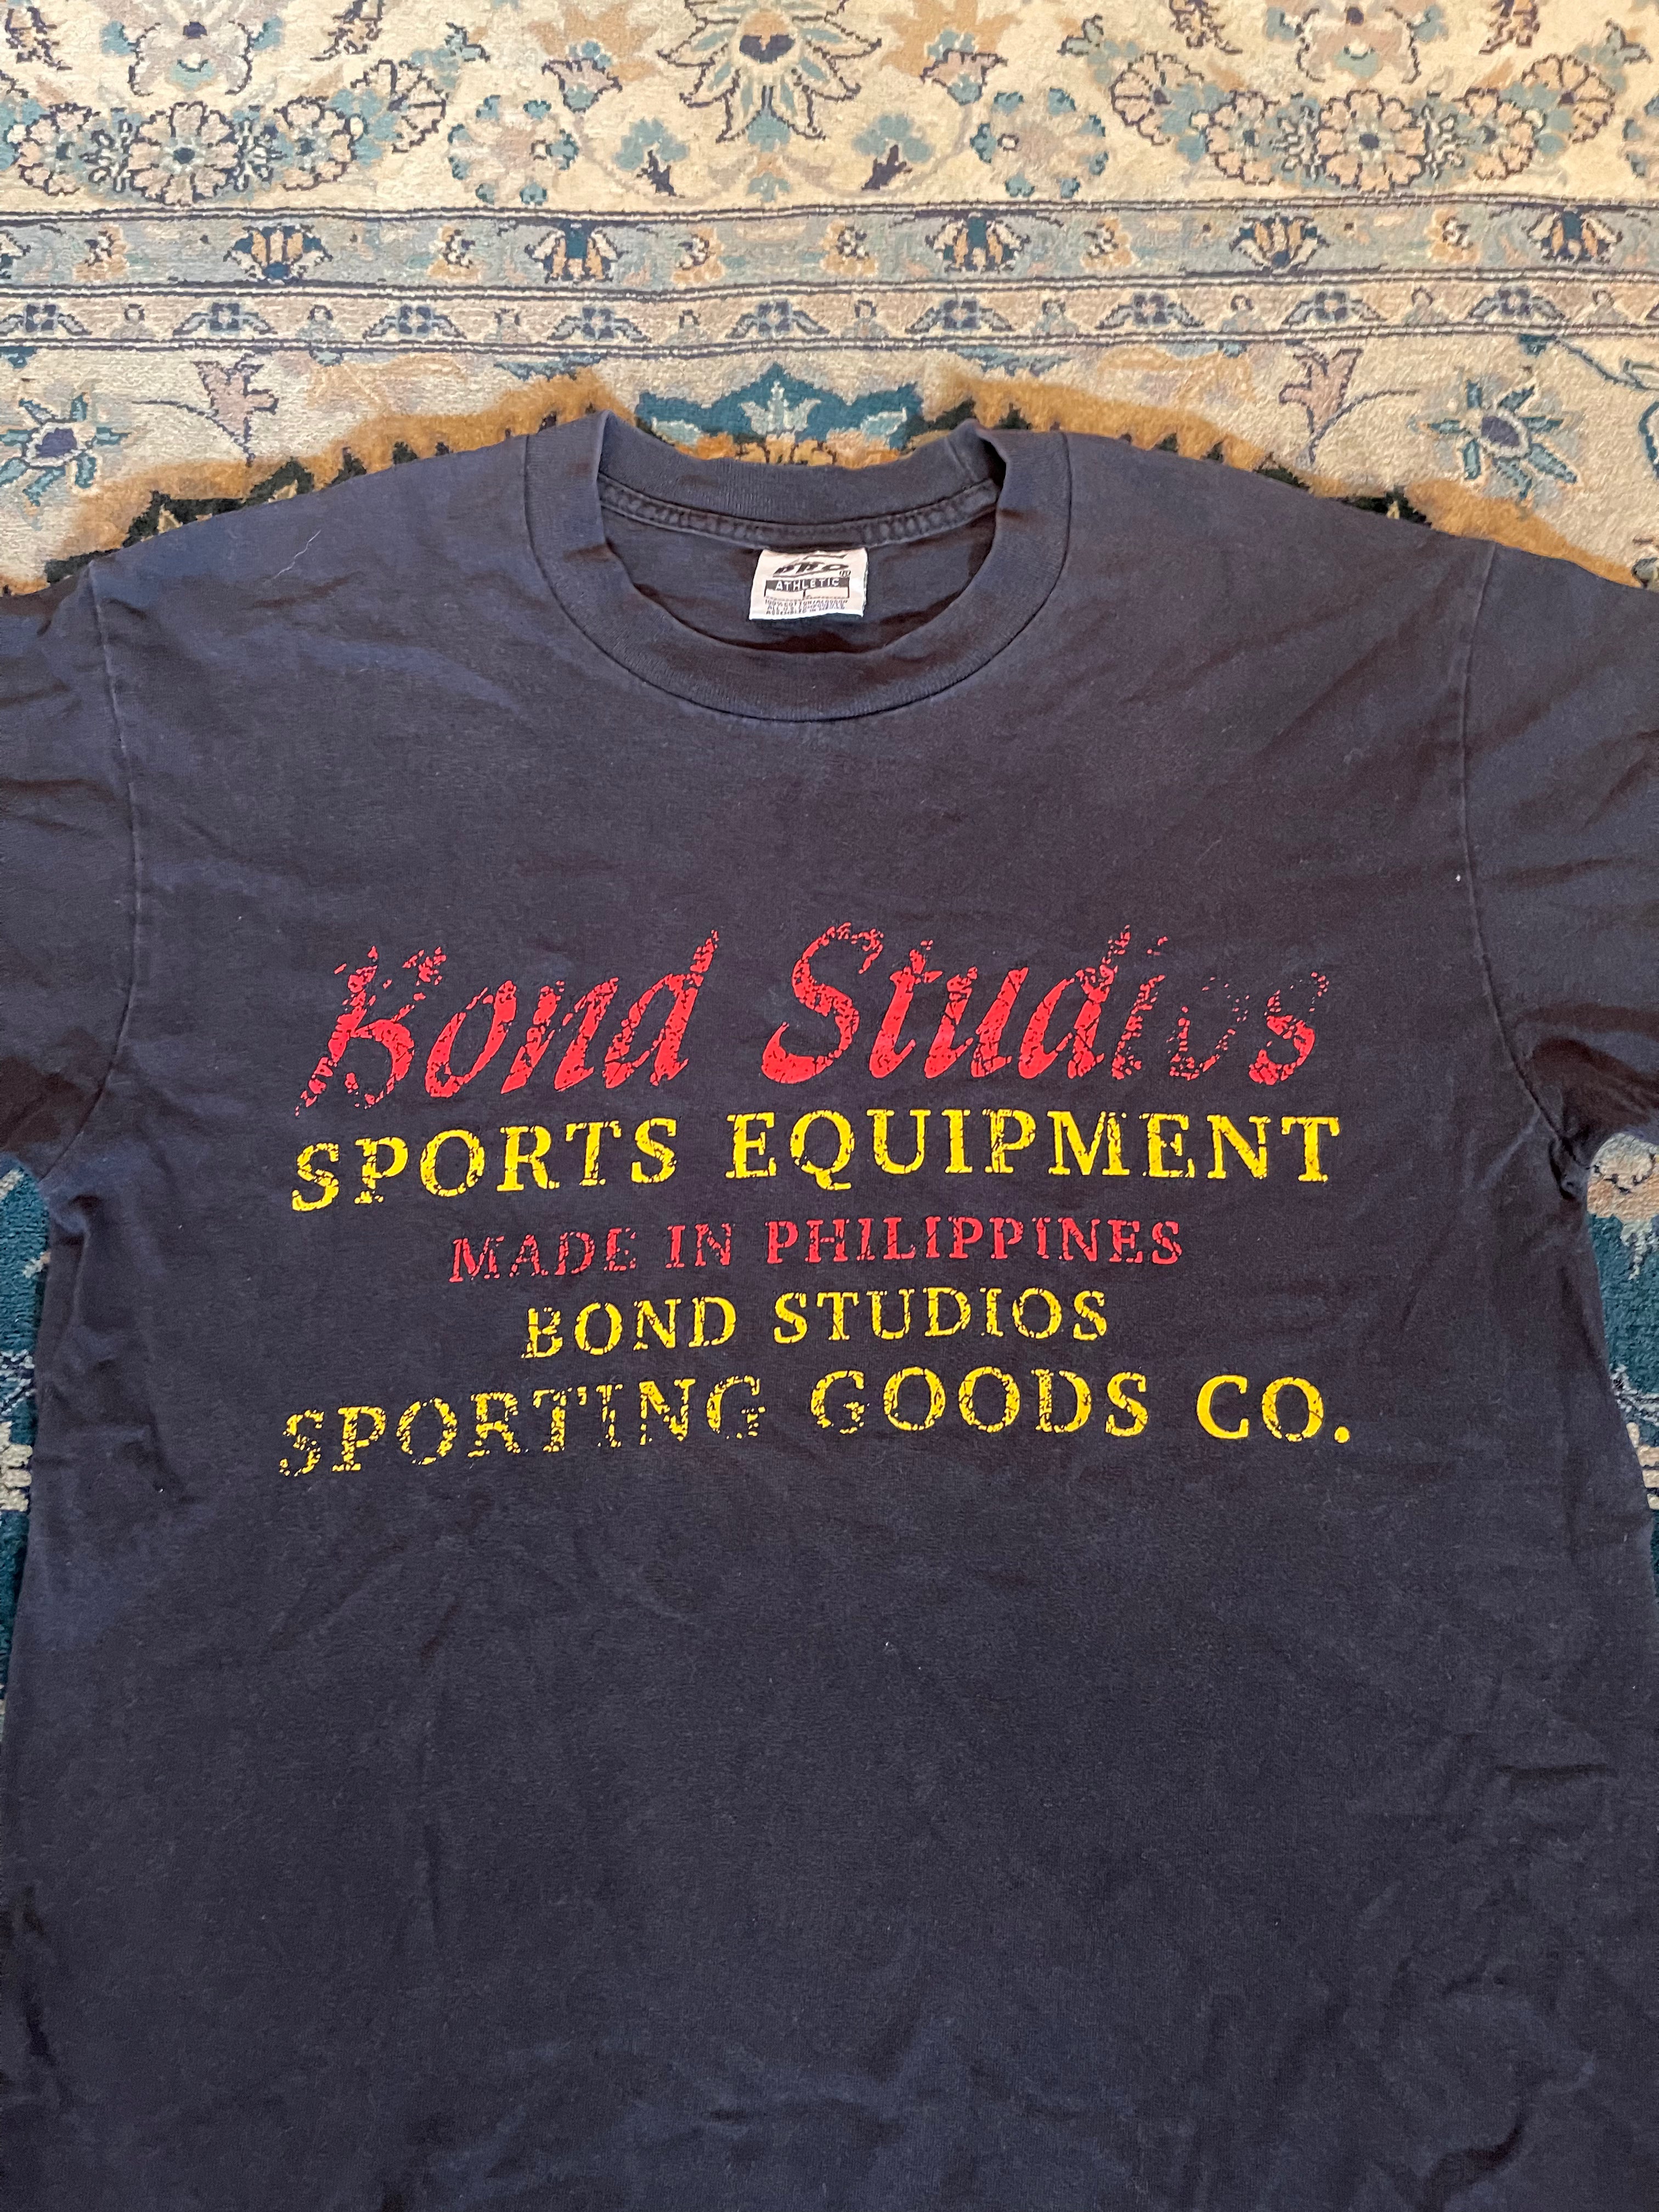 ATHLETIC
L
Bond Studios
SPORTS EQUIPMENT
MADE IN PHILIPPINES
BOND STUDIOS
SPORTING GOODS CO.